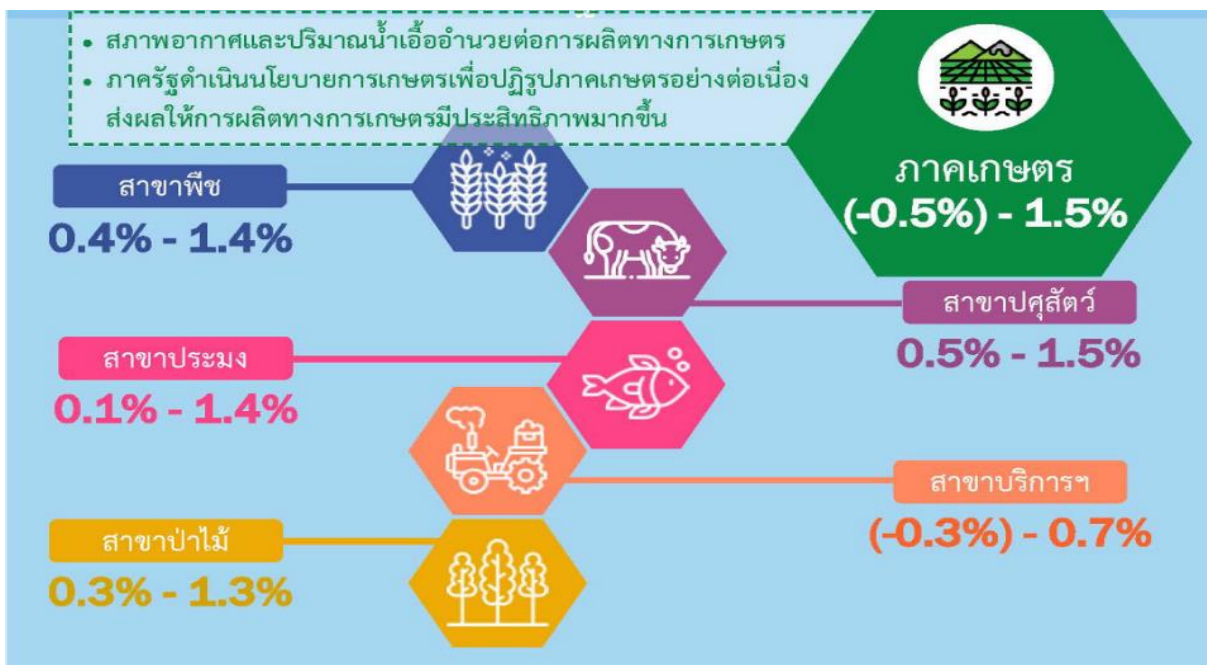 • สภาพอากาศและปริมาณน้ำเอื้ออำนวยต่อการผลิตทางการเกษตร
• ภาครัฐดำเนินนโยบายการเกษตรเพื่อปฏิรูปภาคเกษตรอย่างต่อเนื่อง
ส่งผลให้การผลิตทางการเกษตรมีประสิทธิภาพมากขึ้น
ภาคเกษตร
(-0.5%) - 1.5%
สาขาพืช
0.4% - 1.4%
สาขาปศุสัตว์
0.5% - 1.5%
สาขาประมง
0.1% - 1.4%
สาขาบริการฯ
(-0.3%) - 0.7%
สาขาป่าไม้
0.3% - 1.3%